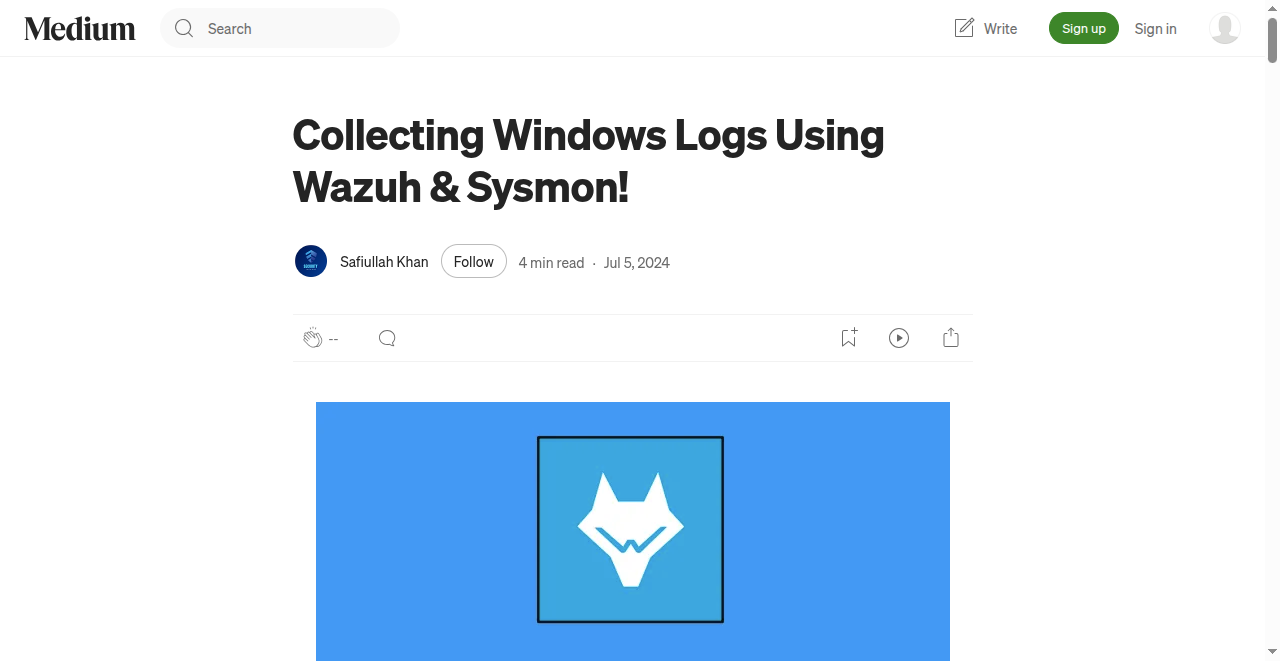 Medium
Search
Write
Sign up
Sign in
Collecting Windows Logs Using
Wazuh & Sysmon!
Safiullah Khan
Follow
4 min read · Jul 5, 2024
--